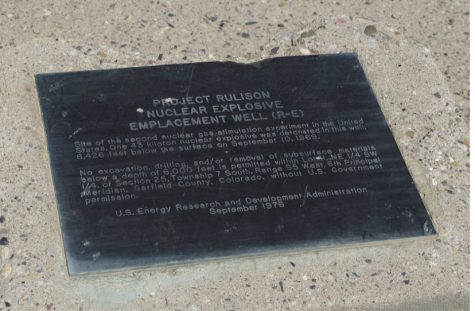 PROJECT RULISON
NUCLEAR EXPLOSIVE
EMPLACEMENT WELL (R-E)
Site of the second nuclear gas stimulation experiment in the United
States. One 43 kiloton nuclear explosive was detonated in this well,
8,426 feet below the surface on September 10, 1969.
No excavation, drilling, and/or removal of subsurface materials
below a depth of 6,000 feet is permitted within Lot 11, NE 1/4 SW
1/4, of Section 25, Township 7 South, Range 95 West, 6th Principal
Meridian, Garfield County, Colorado, without U.S. Government
permission.
U.S. Energy Research and Development Administration
September 1976